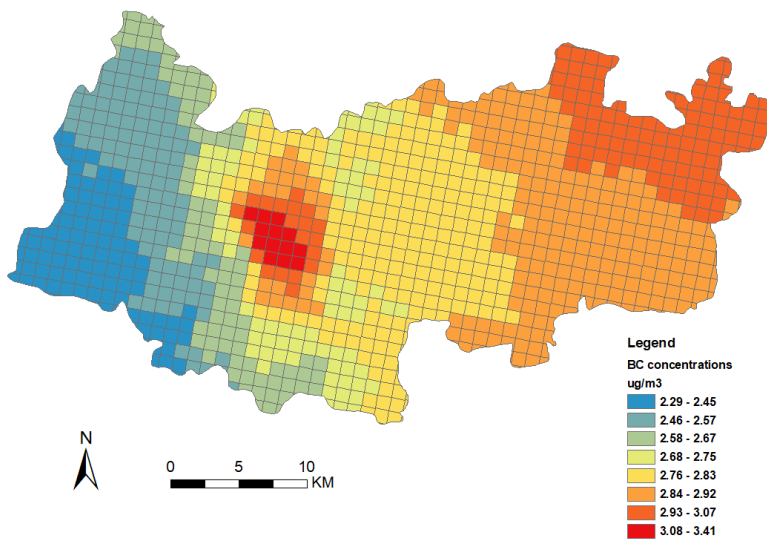 N
0 5 10
KM
Legend
BC concentrations
ug/m3
2.29 - 2.45
2.46 - 2.57
2.58 - 2.67
2.68 - 2.75
2.76 - 2.83
2.84 - 2.92
2.93 - 3.07
3.08 - 3.41